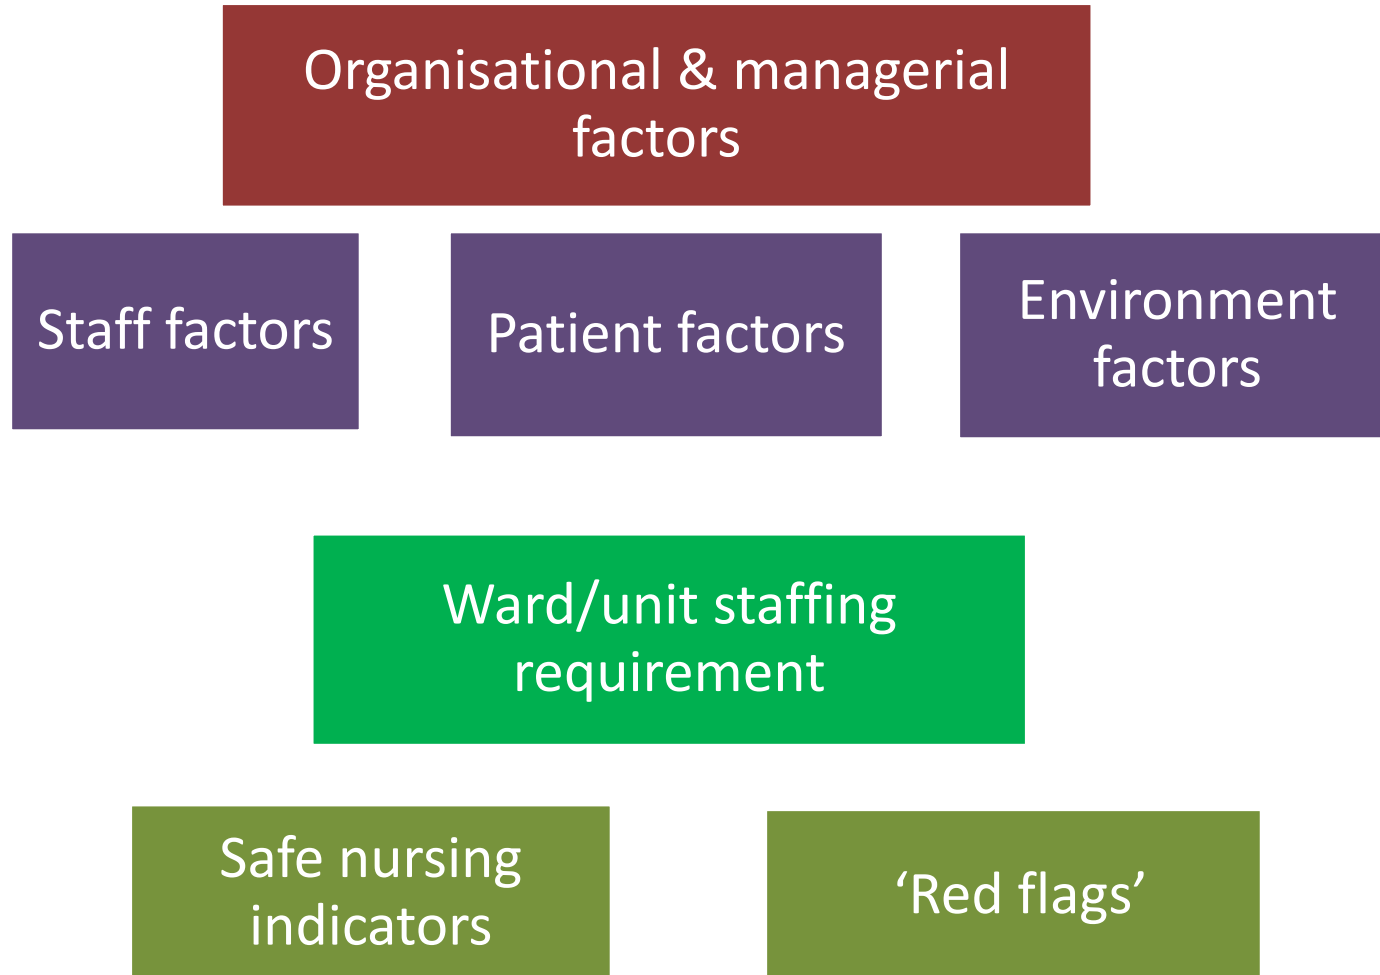 Organisational & managerial
factors
Staff factors
Patient factors
Environment
factors
Ward/unit staffing
requirement
Safe nursing
indicators
‘Red flags’